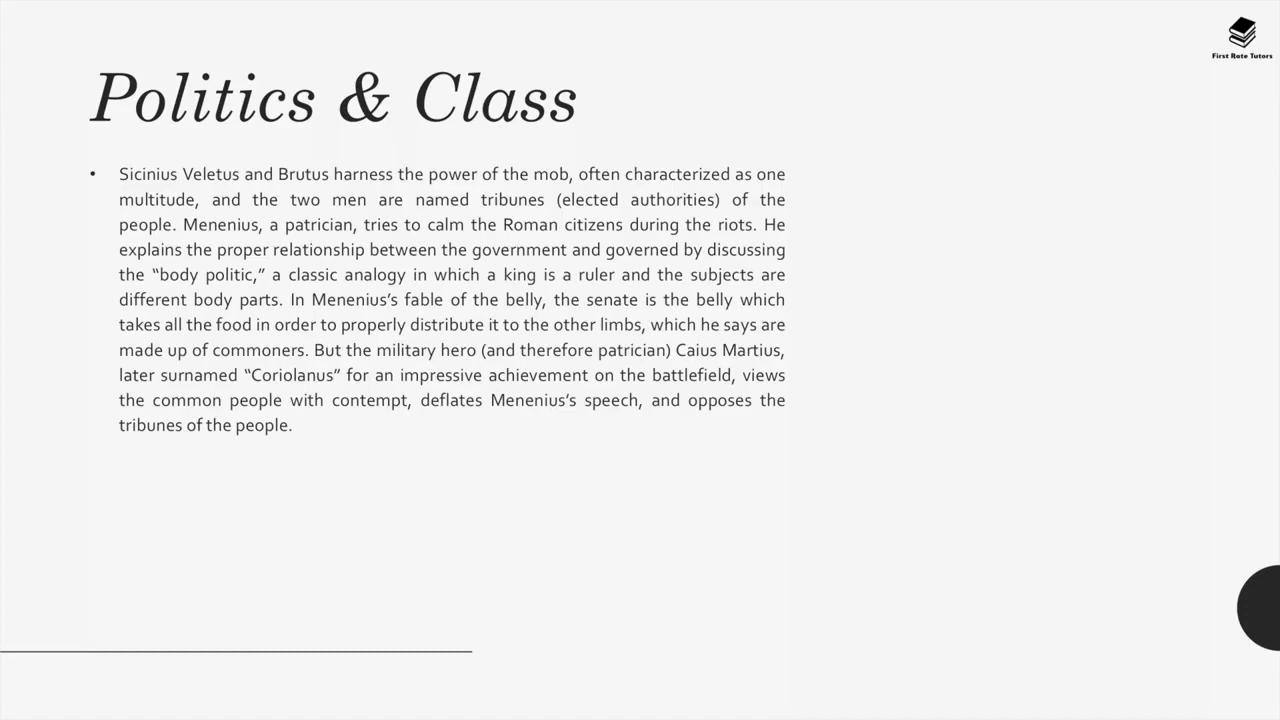 First Rate Tutors
Politics & Class
• Sicinius Veletus and Brutus harness the power of the mob, often characterized as one
multitude, and the two men are named tribunes (elected authorities) of the
people. Menenius, a patrician, tries to calm the Roman citizens during the riots. He
explains the proper relationship between the government and governed by discussing
the “body politic,” a classic analogy in which a king is a ruler and the subjects are
different body parts. In Menenius’s fable of the belly, the senate is the belly which
takes all the food in order to properly distribute it to the other limbs, which he says are
made up of commoners. But the military hero (and therefore patrician) Caius Martius,
later surnamed “Coriolanus” for an impressive achievement on the battlefield, views
the common people with contempt, deflates Menenius’s speech, and opposes the
tribunes of the people.